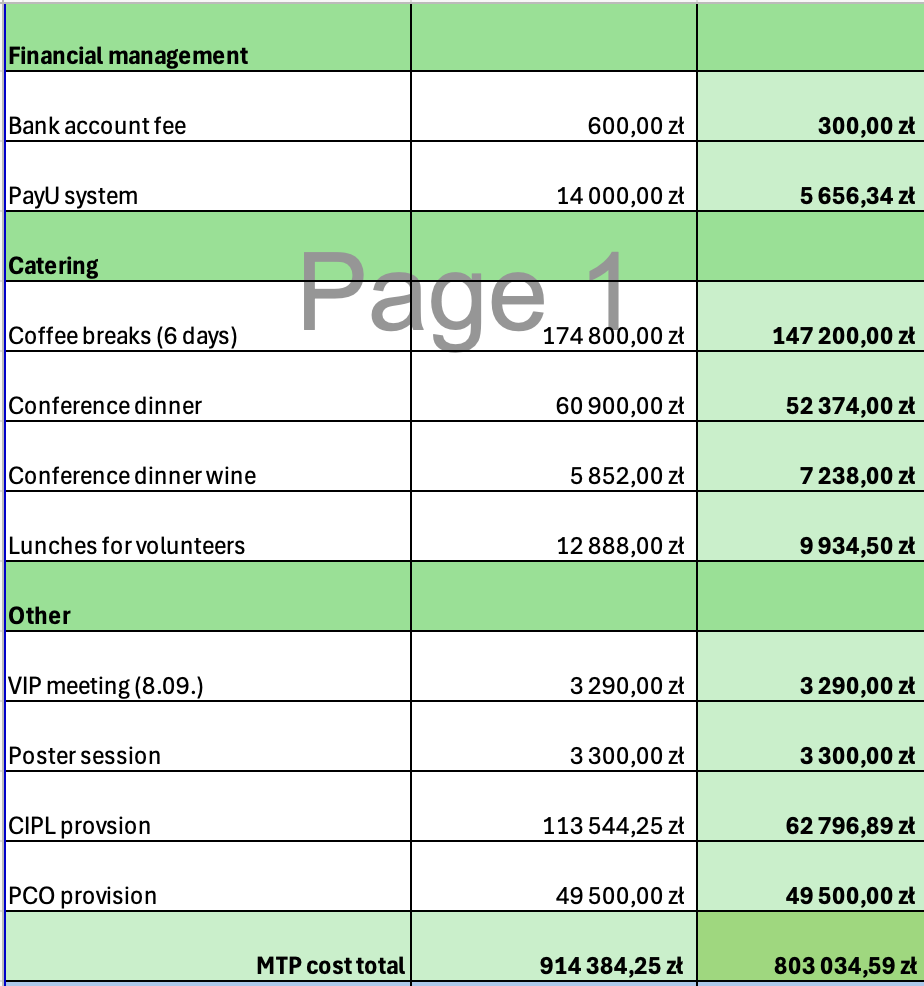 Financial management
Bank account fee 600,00 zł 300,00 zł
PayU system 14 000,00 zł 5 656,34 zł
Catering
Page 1
Coffee breaks (6 days) 174 800,00 zł 147 200,00 zł
Conference dinner 60 900,00 zł 52 374,00 zł
Conference dinner wine 5 852,00 zł 7 238,00 zł
Lunches for volunteers 12 888,00 zł 9 934,50 zł
Other
VIP meeting (8.09.) 3 290,00 zł 3 290,00 zł
Poster session 3 300,00 zł 3 300,00 zł
CIPL provsion 113 544,25 zł 62 796,89 zł
PCO provision 49 500,00 zł 49 500,00 zł
MTP cost total 914 384,25 zł 803 034,59 zł